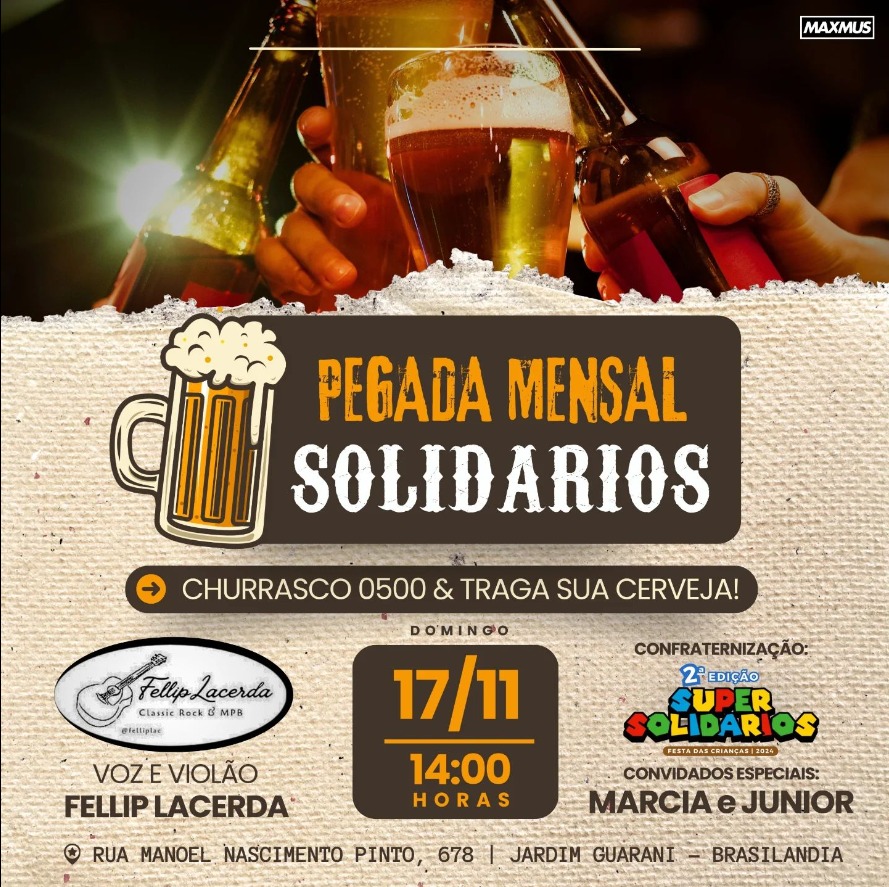 MAXMUS
PEGADA MENSAL
SOLIDARIOS
CHURRASCO 0500 & TRAGA SUA CERVEJA!
DOMINGO
17/11
14:00
HORAS
Fellip Lacerda
Classic Rock & MPB
@felliplac
VOZ E VIOLÃO
FELLIP LACERDA
CONFRATERNIZAÇÃO:
2ª EDIÇÃO
SUPER
SOLIDÁRIOS
FESTA DAS CRIANÇAS | 2024
CONVIDADOS ESPECIAIS:
MARCIA e JUNIOR
RUA MANOEL NASCIMENTO PINTO, 678 | JARDIM GUARANI – BRASILANDIA